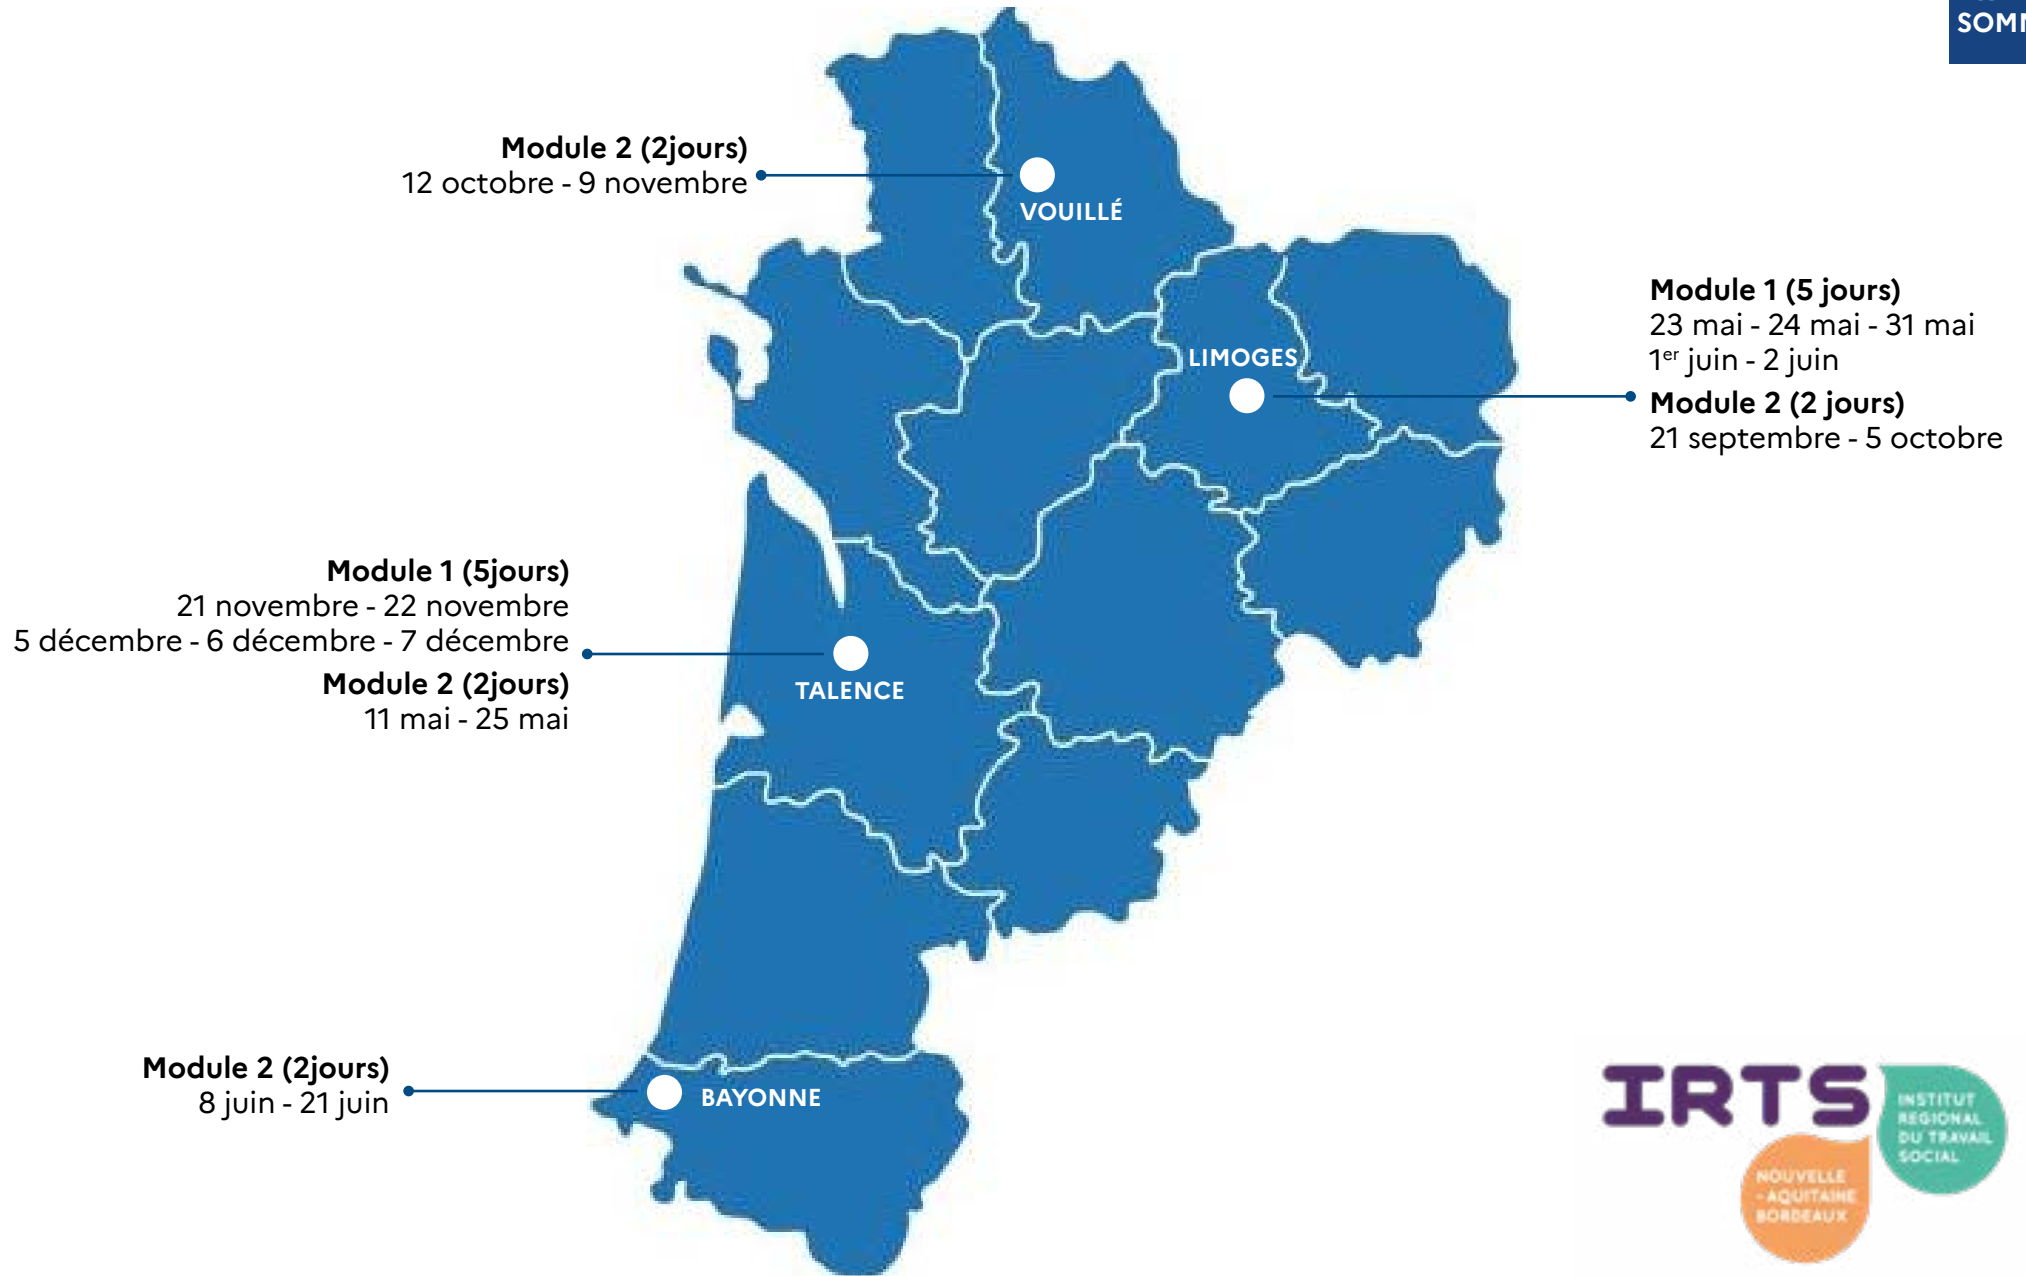 Module 2 (2jours)
12 octobre - 9 novembre
VOUILLÉ
Module 1 (5 jours)
23 mai - 24 mai - 31 mai
1er juin - 2 juin
LIMOGES
Module 2 (2 jours)
21 septembre - 5 octobre
Module 1 (5jours)
21 novembre - 22 novembre
5 décembre - 6 décembre - 7 décembre
Module 2 (2jours)
11 mai - 25 mai
TALENCE
Module 2 (2jours)
8 juin - 21 juin
BAYONNE
IRTS
INSTITUT
REGIONAL
DU TRAVAIL
SOCIAL
NOUVELLE
- AQUITAINE
BORDEAUX